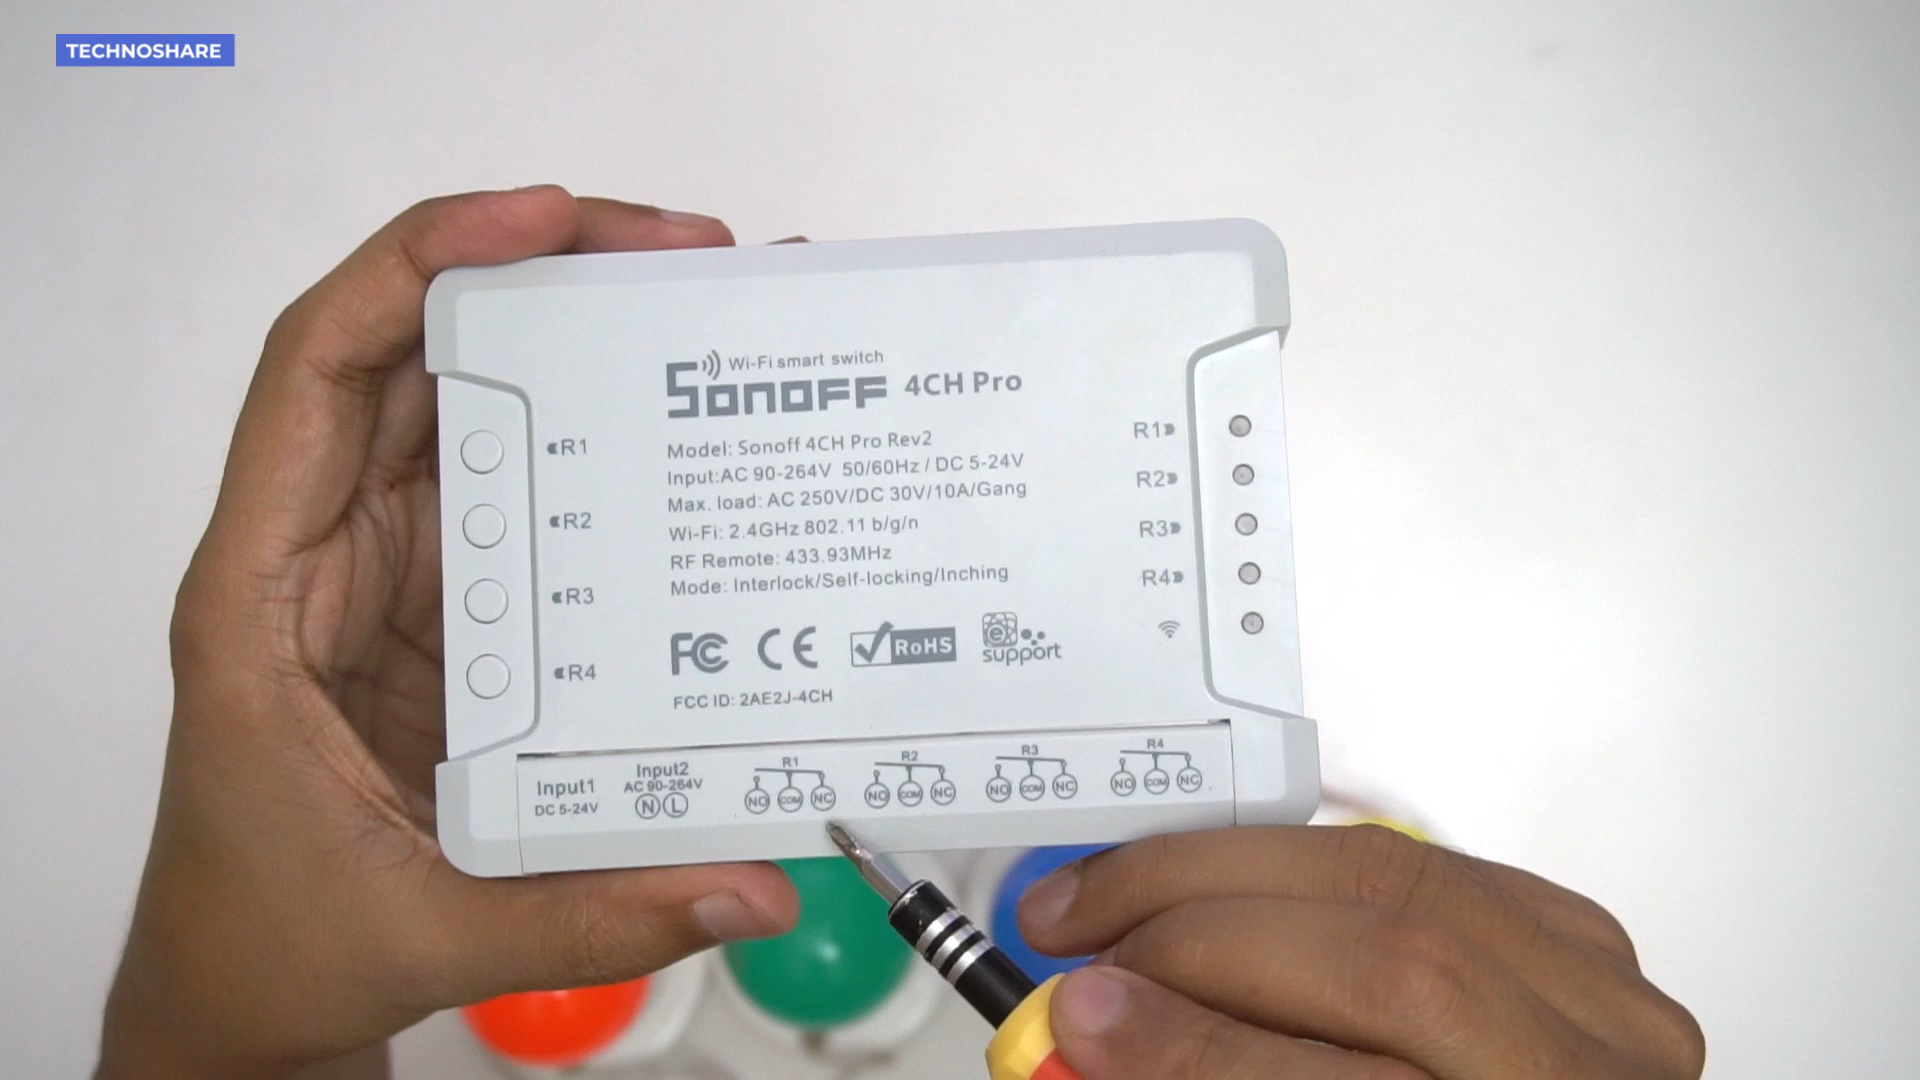 TECHNOSHARE
Wi-Fi smart switch
SONOFF 4CH Pro
Model: Sonoff 4CH Pro Rev2
Input:AC 90-264V 50/60Hz / DC 5-24V
Max. load: AC 250V/DC 30V/10A/Gang
Wi-Fi: 2.4GHz 802.11 b/g/n
RF Remote: 433.93MHz
Mode: Interlock/Self-locking/Inching
FC CE RoHS e support
FCC ID: 2AE2J-4CH
R1
R2
R3
R4
R1
R2
R3
R4
Input1
DC 5-24V
Input2
AC 90-264V
N L
R1
NO COM NC
R2
NO COM NC
R3
NO COM NC
R4
NO COM NC